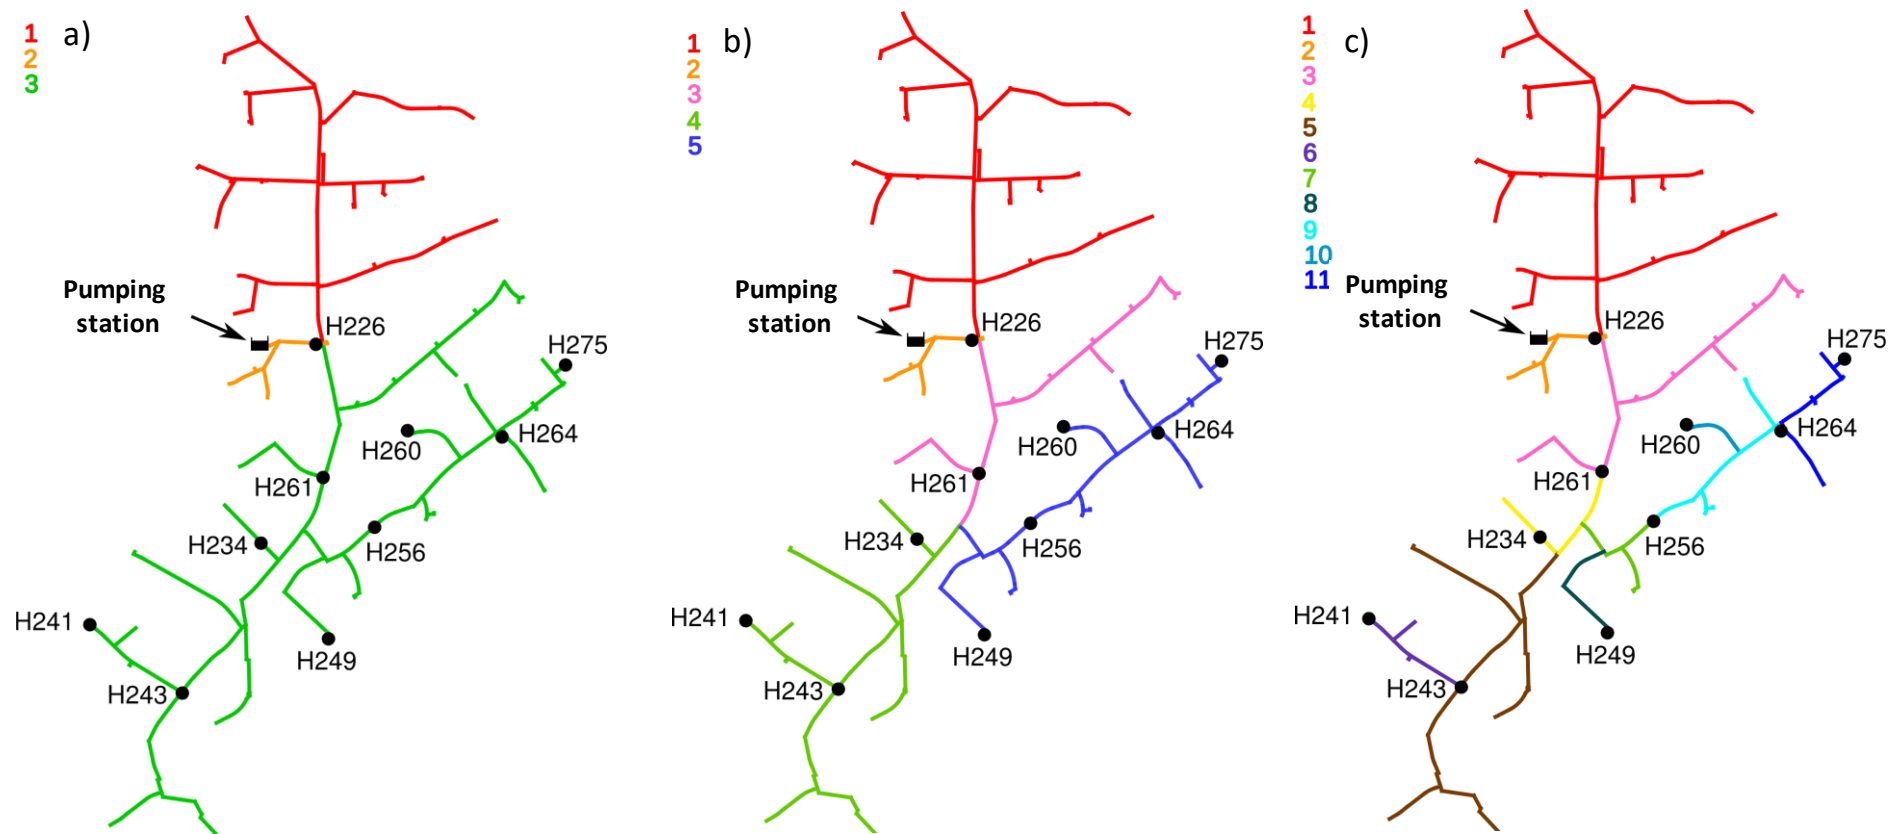 a)
1
2
3
Pumping
station
H226
H275
H260
H264
H261
H234
H256
H241
H249
H243
b)
1
2
3
4
5
Pumping
station
H226
H275
H260
H264
H261
H234
H256
H241
H249
H243
c)
1
2
3
4
5
6
7
8
9
10
11
Pumping
station
H226
H275
H260
H264
H261
H234
H256
H241
H249
H243